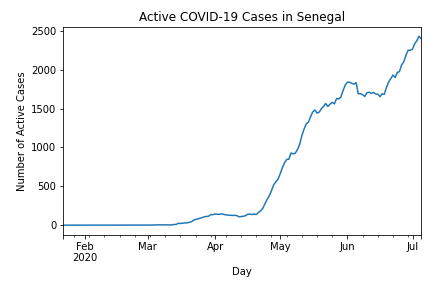 Active COVID-19 Cases in Senegal
Number of Active Cases
2500
2000
1500
1000
500
0
Feb
2020
Mar
Apr
May
Jun
Jul
Day